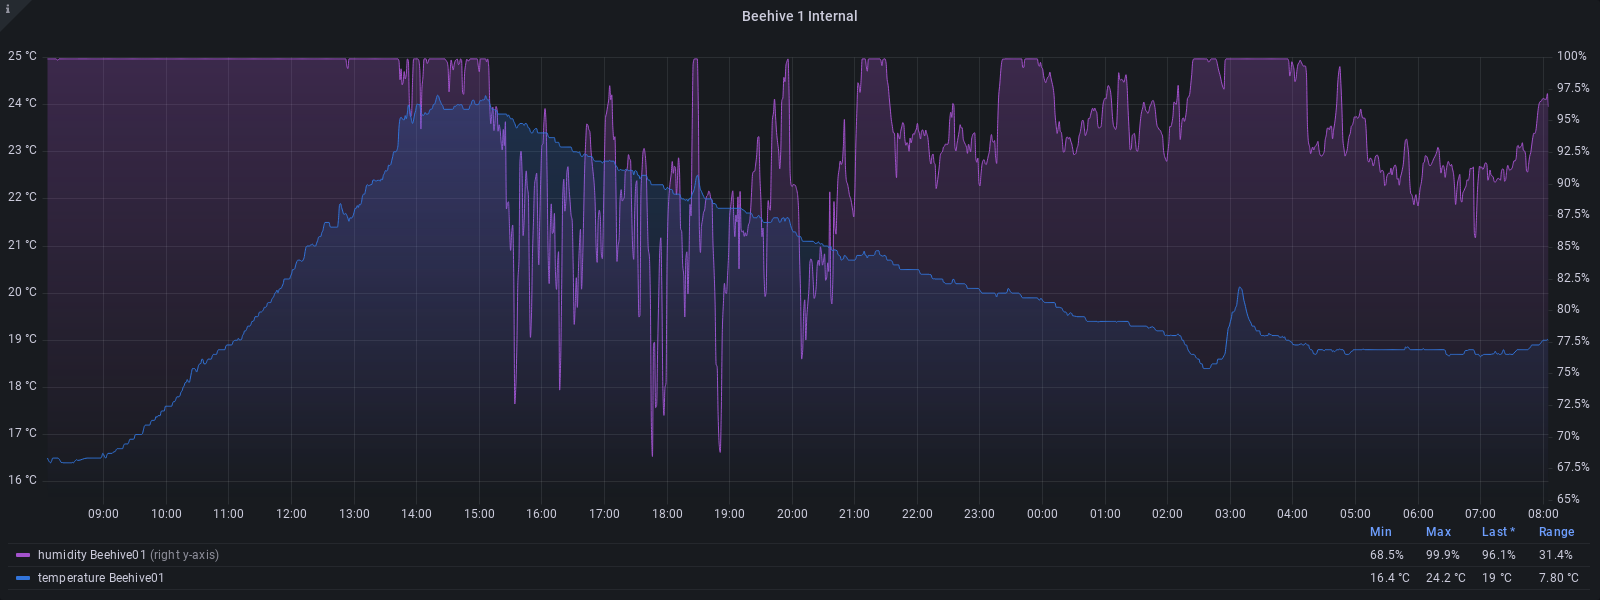 i
Beehive 1 Internal
25 °C
24 °C
23 °C
22 °C
21 °C
20 °C
19 °C
18 °C
17 °C
16 °C
100%
97.5%
95%
92.5%
90%
87.5%
85%
82.5%
80%
77.5%
75%
72.5%
70%
67.5%
65%
09:00 10:00 11:00 12:00 13:00 14:00 15:00 16:00 17:00 18:00 19:00 20:00 21:00 22:00 23:00 00:00 01:00 02:00 03:00 04:00 05:00 06:00 07:00 08:00
Min Max Last * Range
humidity Beehive01 (right y-axis) 68.5% 99.9% 96.1% 31.4%
temperature Beehive01 16.4 °C 24.2 °C 19 °C 7.80 °C